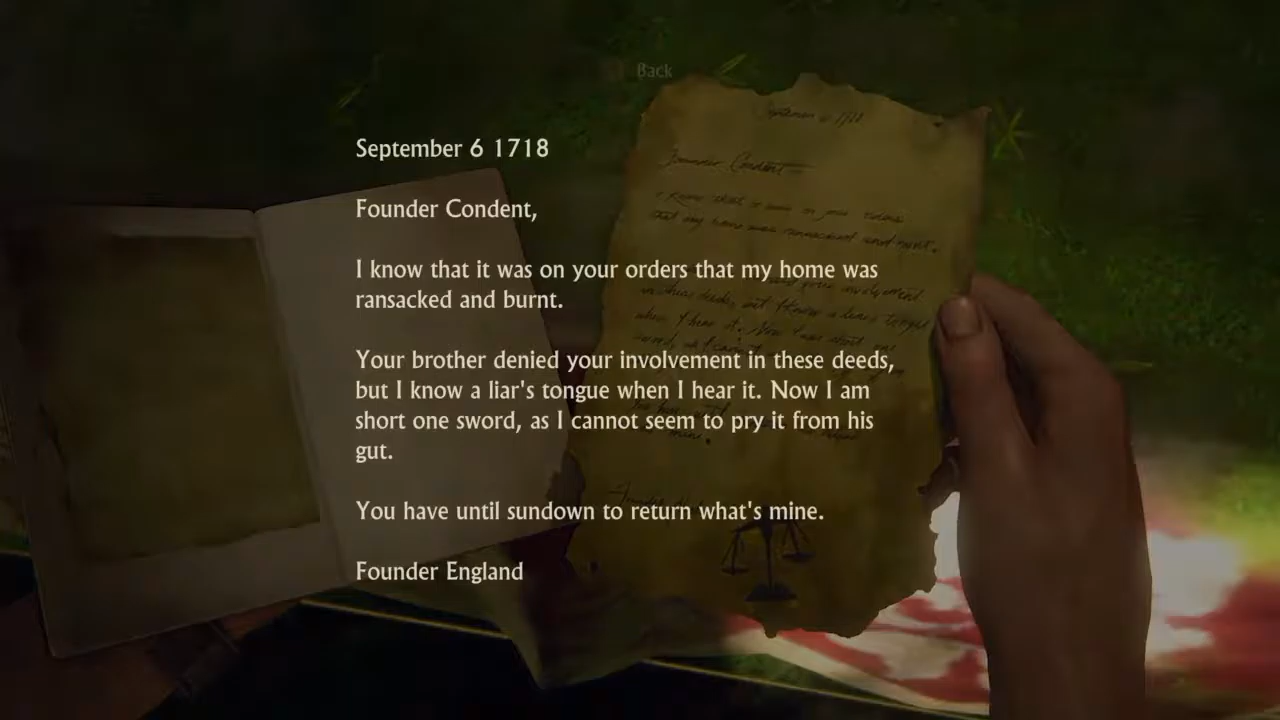 Back
September 6 1718
Founder Condent,
I know that it was on your orders that my home was
ransacked and burnt.
Your brother denied your involvement in these deeds,
but I know a liar's tongue when I hear it. Now I am
short one sword, as I cannot seem to pry it from his
gut.
You have until sundown to return what's mine.
Founder England